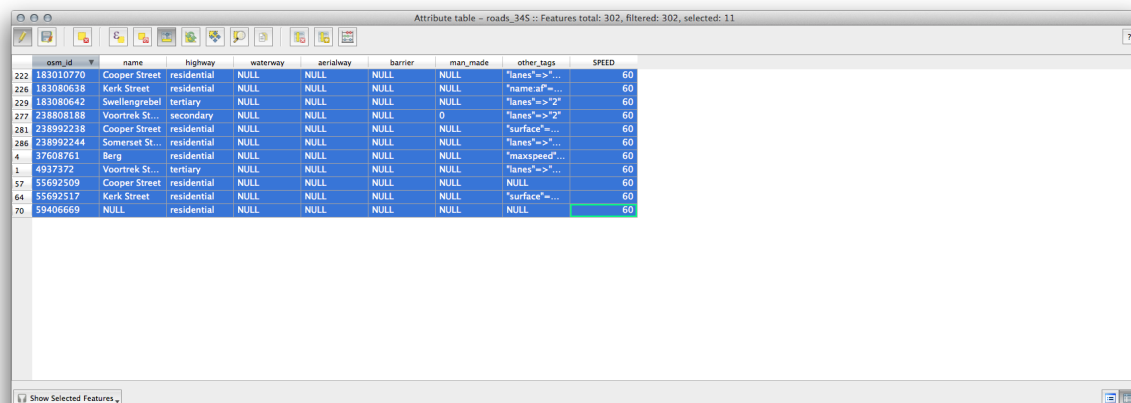 Attribute table – roads_34S :: Features total: 302, filtered: 302, selected: 11
ε
?
osm_id name highway waterway aerialway barrier man_made other_tags SPEED
222 183010770 Cooper Street residential NULL NULL NULL NULL "lanes"=>"... 60
226 183080638 Kerk Street residential NULL NULL NULL NULL "name:af"=... 60
229 183080642 Swellengrebel tertiary NULL NULL NULL NULL "lanes"=>"2" 60
277 238808188 Voortrek St... secondary NULL NULL NULL 0 "lanes"=>"2" 60
281 238992238 Cooper Street residential NULL NULL NULL NULL "surface"=... 60
286 238992244 Somerset St... residential NULL NULL NULL NULL "lanes"=>"... 60
4 37608761 Berg residential NULL NULL NULL NULL "maxspeed"... 60
1 4937372 Voortrek St... tertiary NULL NULL NULL NULL "lanes"=>"... 60
57 55692509 Cooper Street residential NULL NULL NULL NULL NULL 60
64 55692517 Kerk Street residential NULL NULL NULL NULL "surface"=... 60
70 59406669 NULL residential NULL NULL NULL NULL NULL 60
Show Selected Features